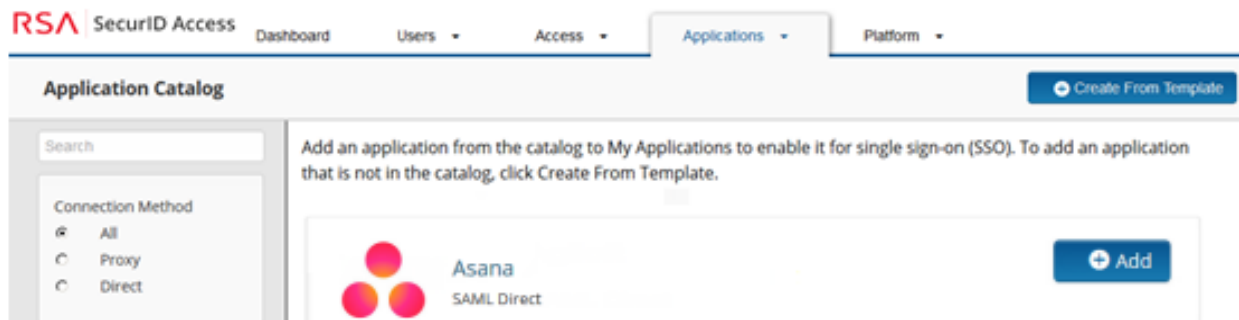 RSA SecurID Access
Dashboard Users Access Applications Platform
Application Catalog
Create From Template
Search
Add an application from the catalog to My Applications to enable it for single sign-on (SSO). To add an application
that is not in the catalog, click Create From Template.
Connection Method
All
Proxy
Direct
Asana
SAML Direct
Add